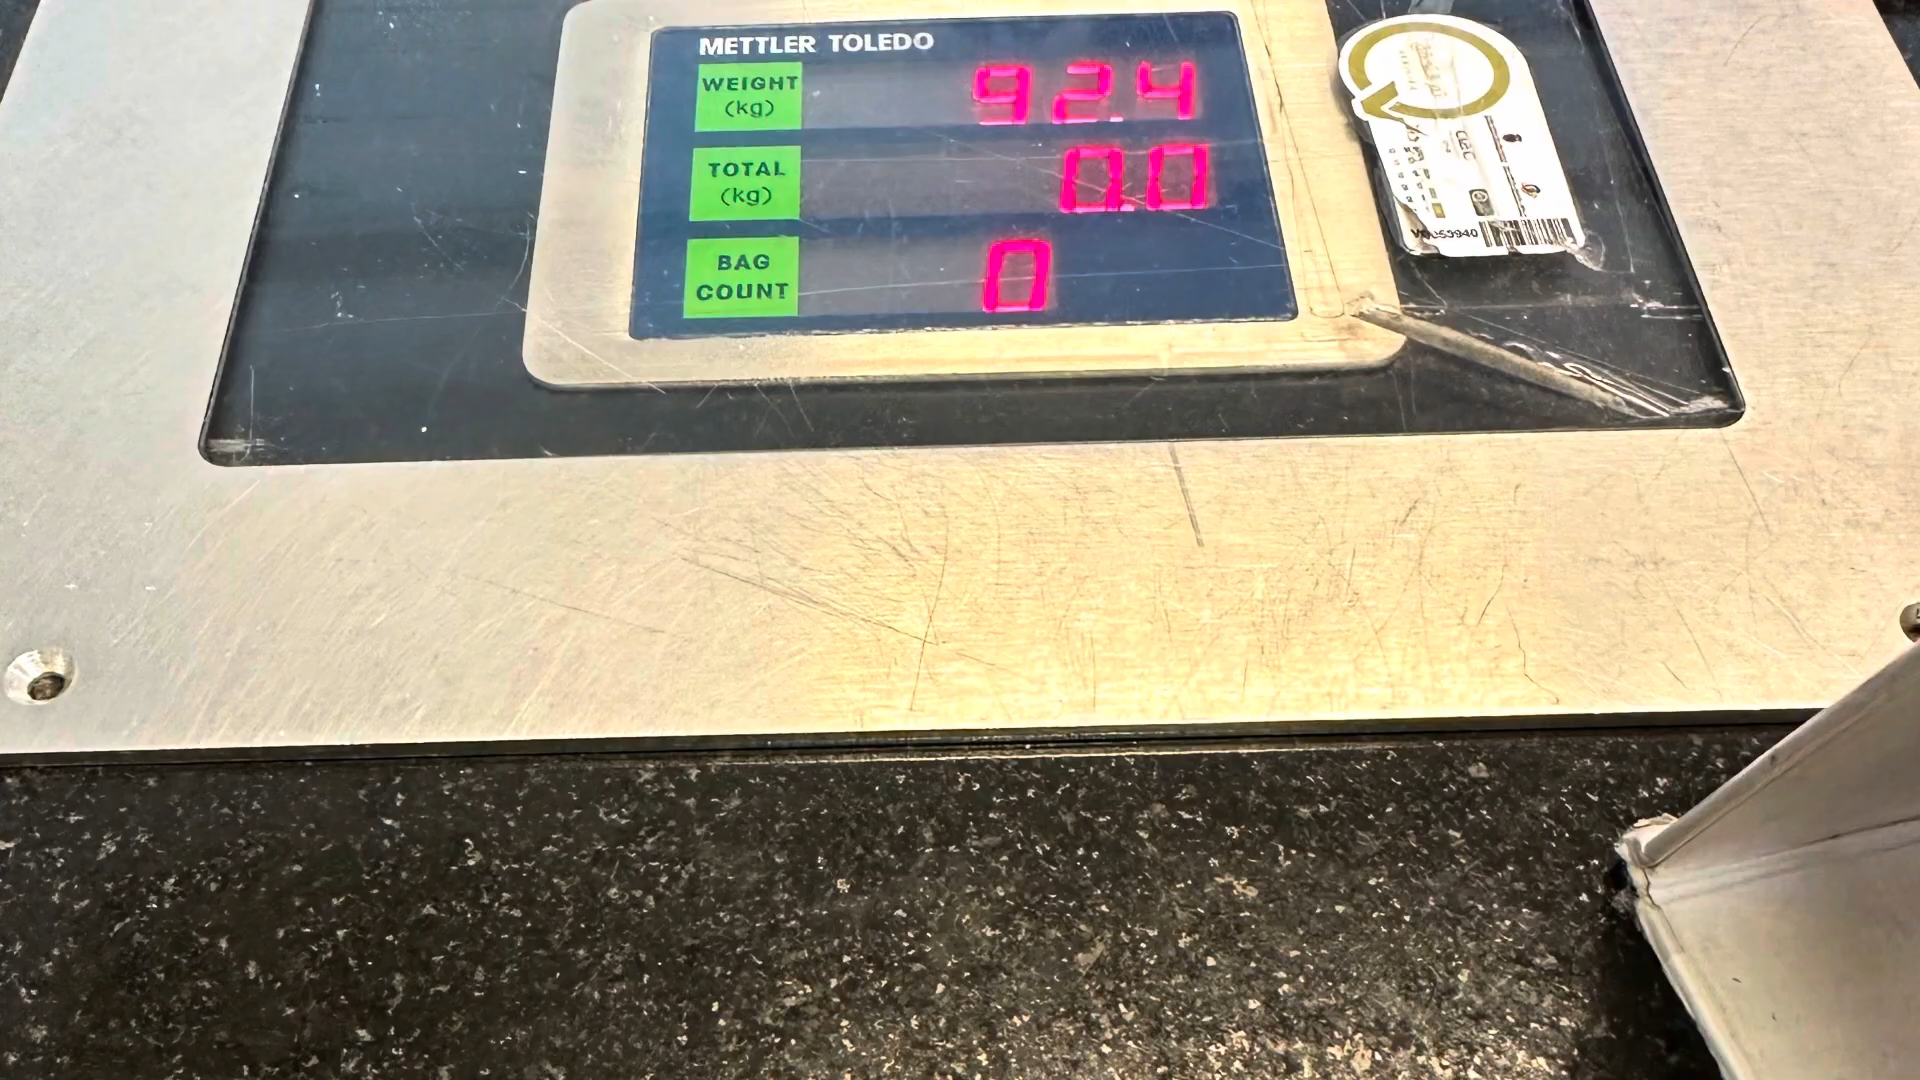 METTLER TOLEDO
WEIGHT
(kg)
92.4
TOTAL
(kg)
0.0
BAG
COUNT
0